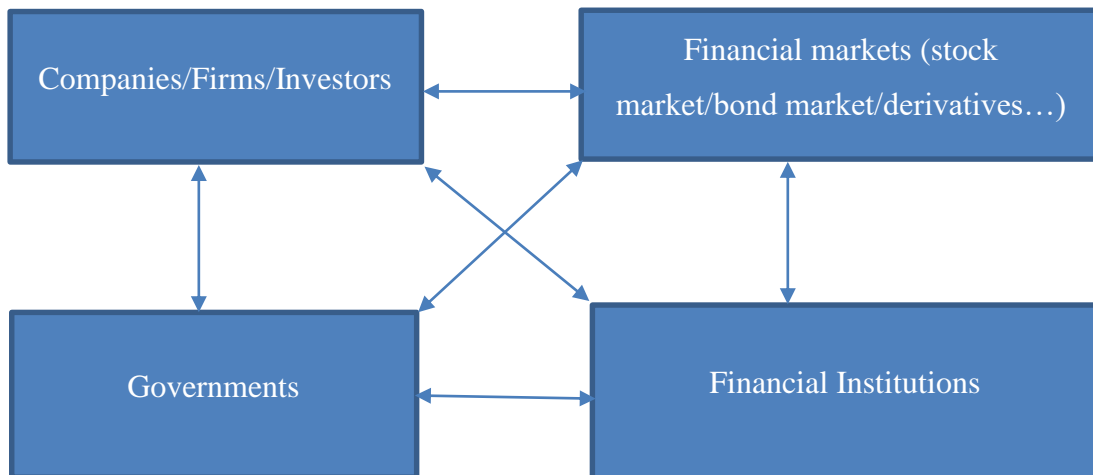 Companies/Firms/Investors
Financial markets (stock
market/bond market/derivatives…)
Governments
Financial Institutions